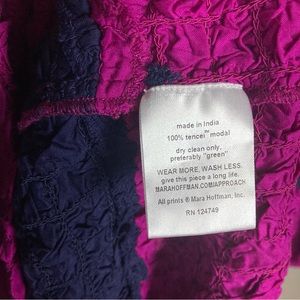 made in India
100% tencel™ modal
dry clean only,
preferably "green"
WEAR MORE, WASH LESS.
give this piece a long life.
MARAHOFFMAN.COM/APPROACH
All prints ® Mara Hoffman, Inc.
RN 124749